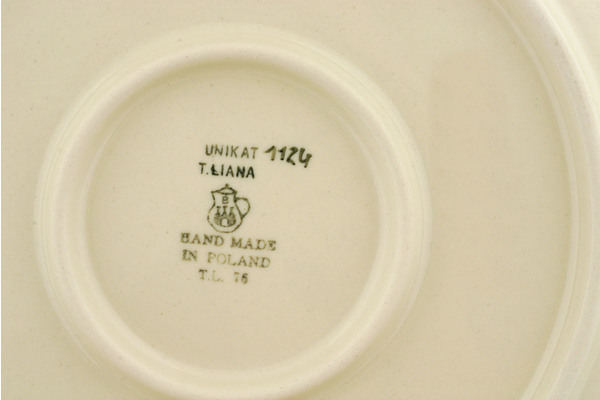 UNIKAT 1124
T.LIANA
B
HAND MADE
IN POLAND
T.L. 76